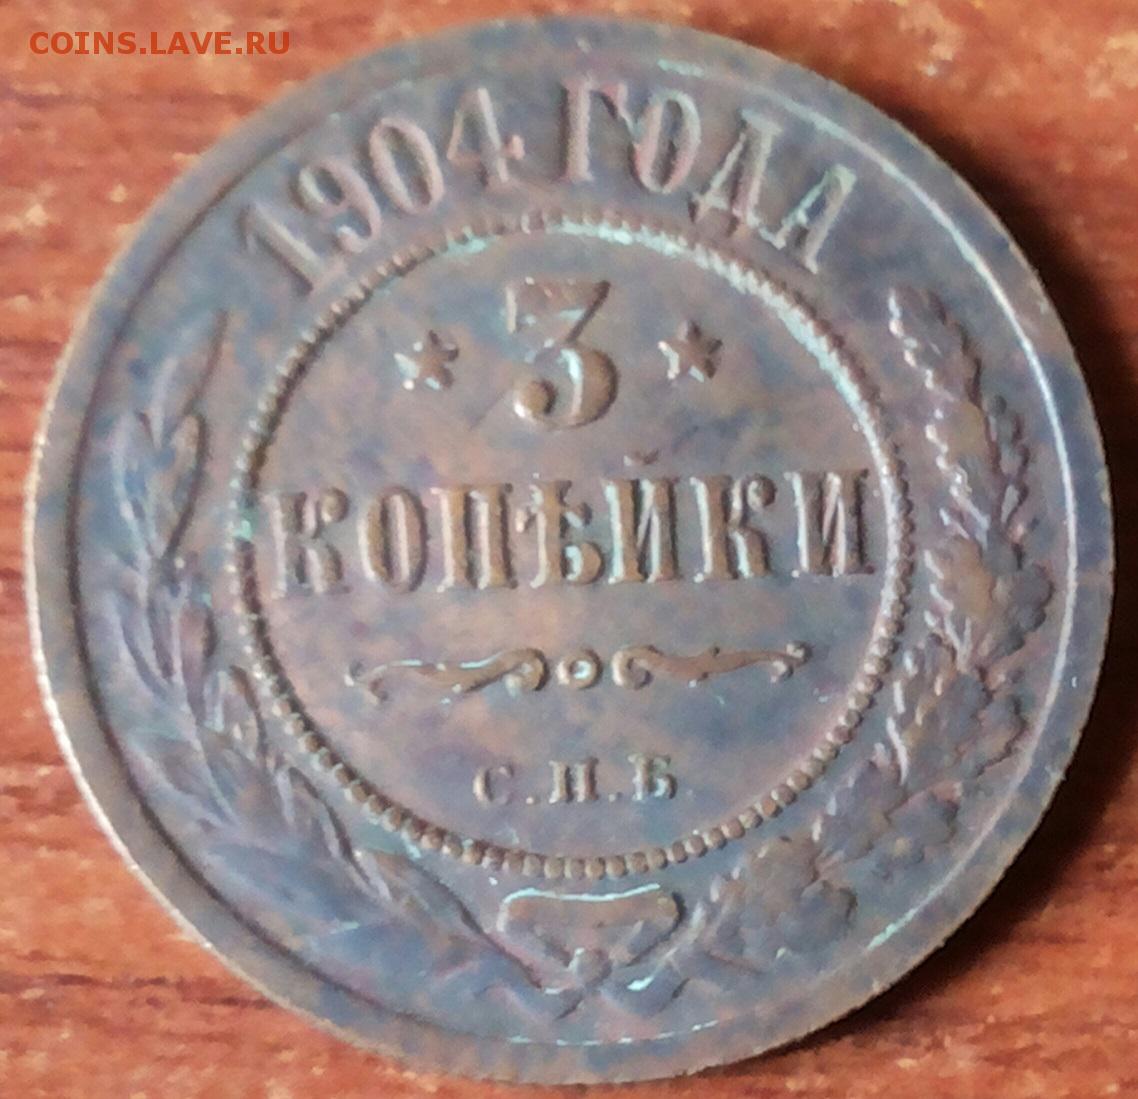 COINS.LAVE.RU
1904 ГОДА
3
КОПѢЙКИ
С.П.Б.